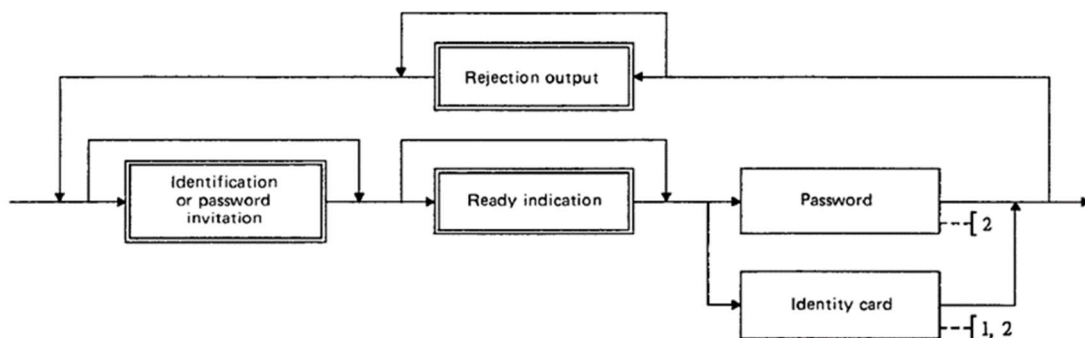 Rejection output
Identification
or password
invitation
Ready indication
Password
2
Identity card
1, 2